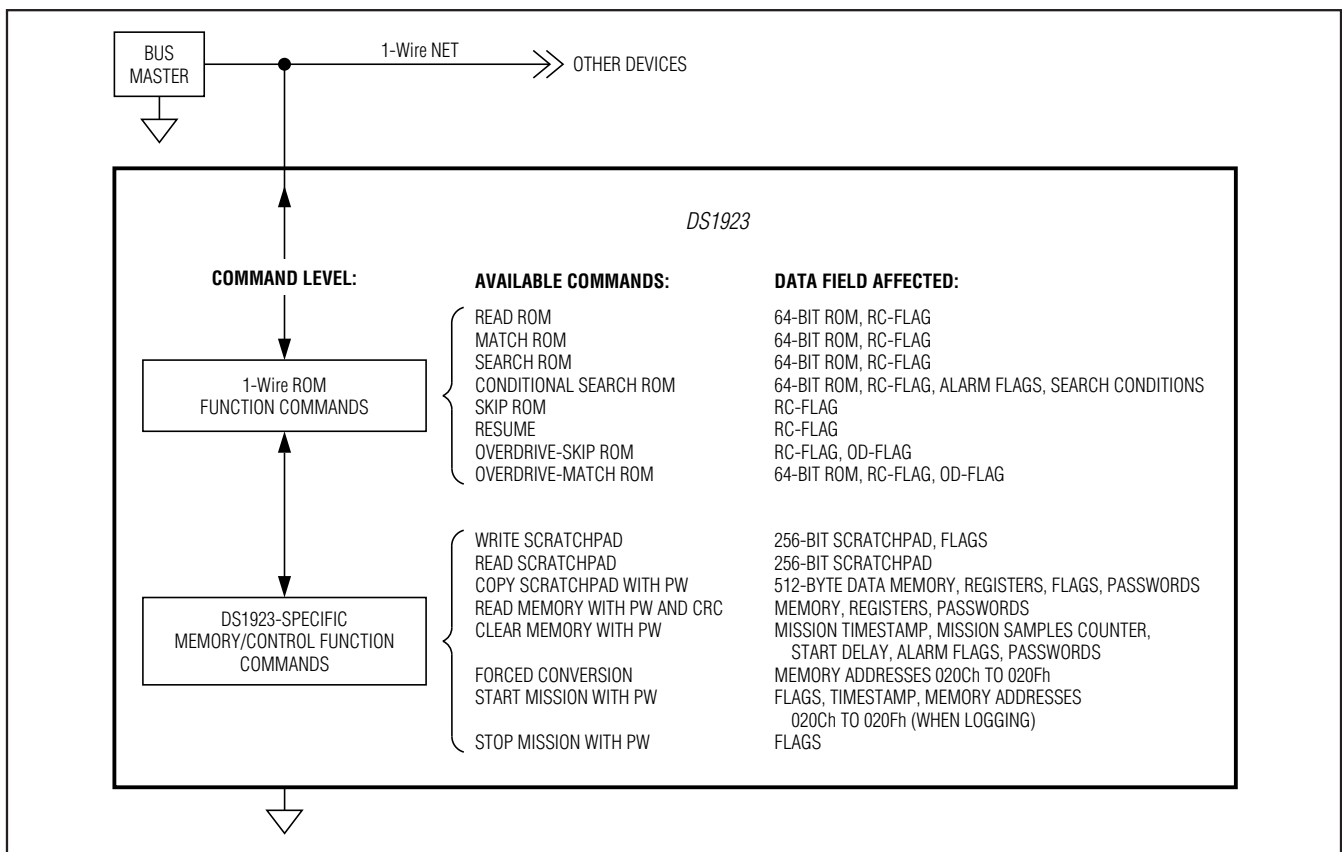 BUS
MASTER
1-Wire NET
OTHER DEVICES
DS1923
COMMAND LEVEL: AVAILABLE COMMANDS: DATA FIELD AFFECTED:
1-Wire ROM
FUNCTION COMMANDS
READ ROM 64-BIT ROM, RC-FLAG
MATCH ROM 64-BIT ROM, RC-FLAG
SEARCH ROM 64-BIT ROM, RC-FLAG
CONDITIONAL SEARCH ROM 64-BIT ROM, RC-FLAG, ALARM FLAGS, SEARCH CONDITIONS
SKIP ROM RC-FLAG
RESUME RC-FLAG
OVERDRIVE-SKIP ROM RC-FLAG, OD-FLAG
OVERDRIVE-MATCH ROM 64-BIT ROM, RC-FLAG, OD-FLAG
DS1923-SPECIFIC
MEMORY/CONTROL FUNCTION
COMMANDS
WRITE SCRATCHPAD 256-BIT SCRATCHPAD, FLAGS
READ SCRATCHPAD 256-BIT SCRATCHPAD
COPY SCRATCHPAD WITH PW 512-BYTE DATA MEMORY, REGISTERS, FLAGS, PASSWORDS
READ MEMORY WITH PW AND CRC MEMORY, REGISTERS, PASSWORDS
CLEAR MEMORY WITH PW MISSION TIMESTAMP, MISSION SAMPLES COUNTER,
START DELAY, ALARM FLAGS, PASSWORDS
FORCED CONVERSION MEMORY ADDRESSES 020Ch TO 020Fh
START MISSION WITH PW FLAGS, TIMESTAMP, MEMORY ADDRESSES
020Ch TO 020Fh (WHEN LOGGING)
STOP MISSION WITH PW FLAGS